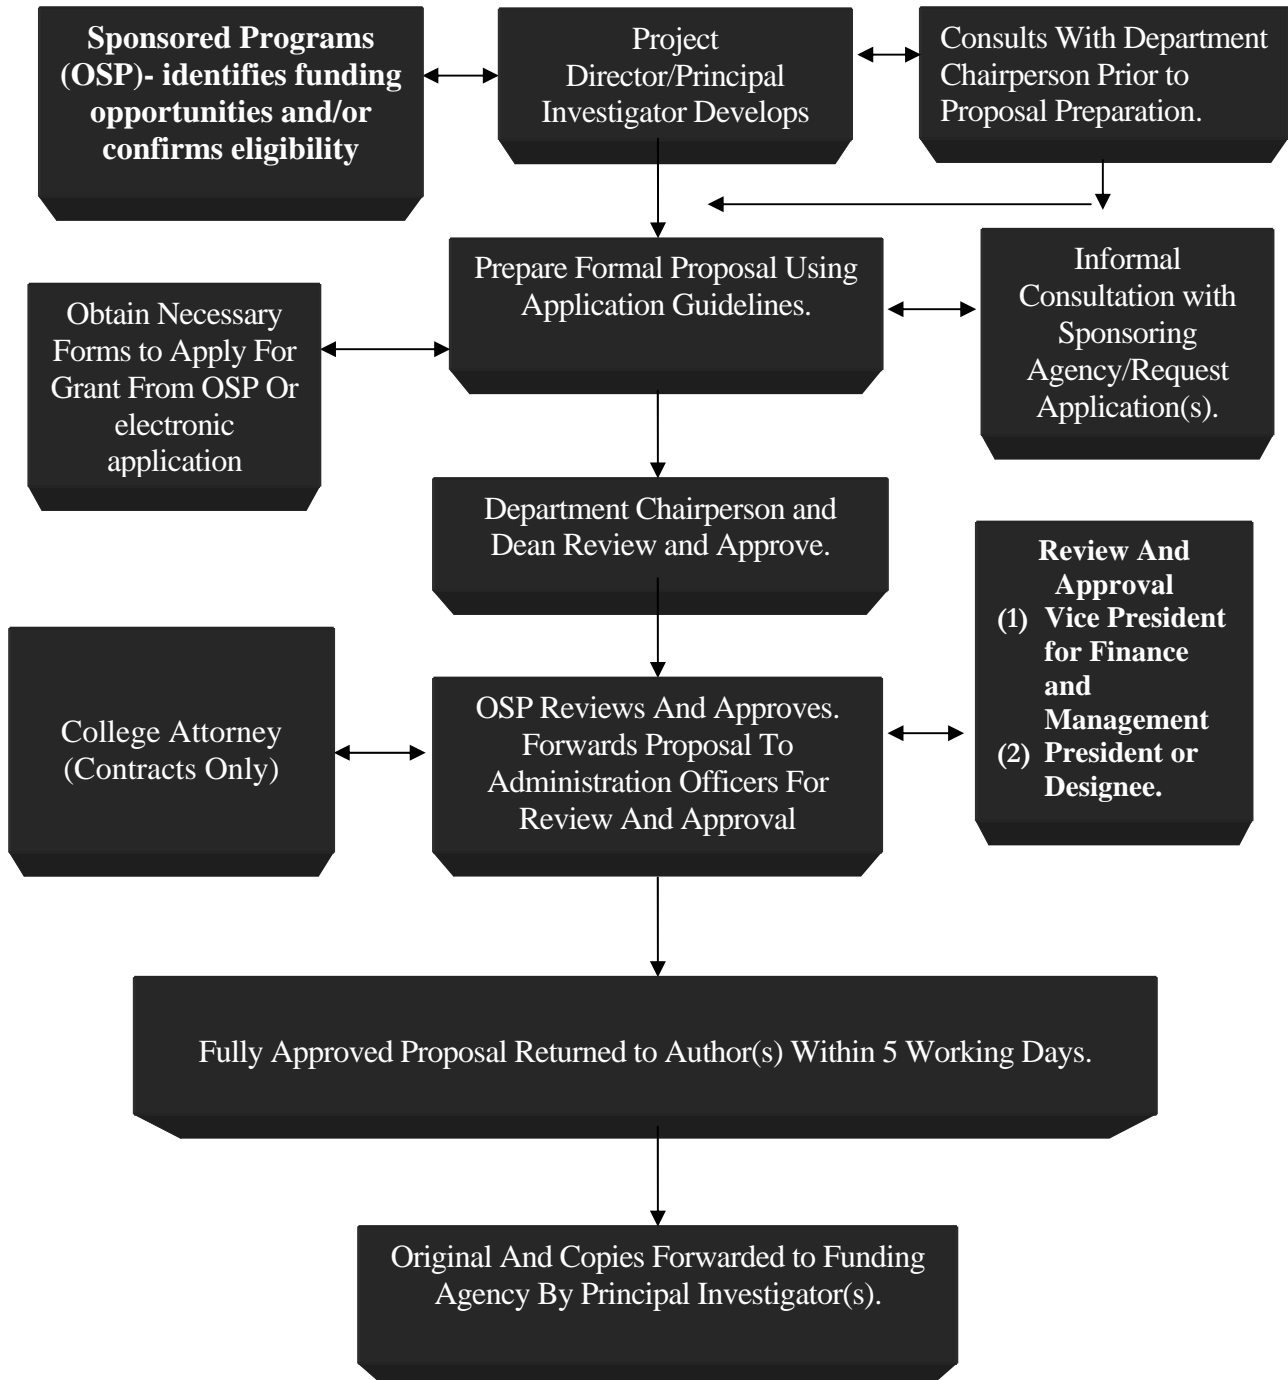 Sponsored Programs
(OSP)- identifies funding
opportunities and/or
confirms eligibility
Project
Director/Principal
Investigator Develops
Consults With Department
Chairperson Prior to
Proposal Preparation.
Prepare Formal Proposal Using
Application Guidelines.
Informal
Consultation with
Sponsoring
Agency/Request
Application(s).
Obtain Necessary
Forms to Apply For
Grant From OSP Or
electronic
application
Department Chairperson and
Dean Review and Approve.
Review And
Approval
(1) Vice President
for Finance
and
Management
(2) President or
Designee.
College Attorney
(Contracts Only)
OSP Reviews And Approves.
Forwards Proposal To
Administration Officers For
Review And Approval
Fully Approved Proposal Returned to Author(s) Within 5 Working Days.
Original And Copies Forwarded to Funding
Agency By Principal Investigator(s).